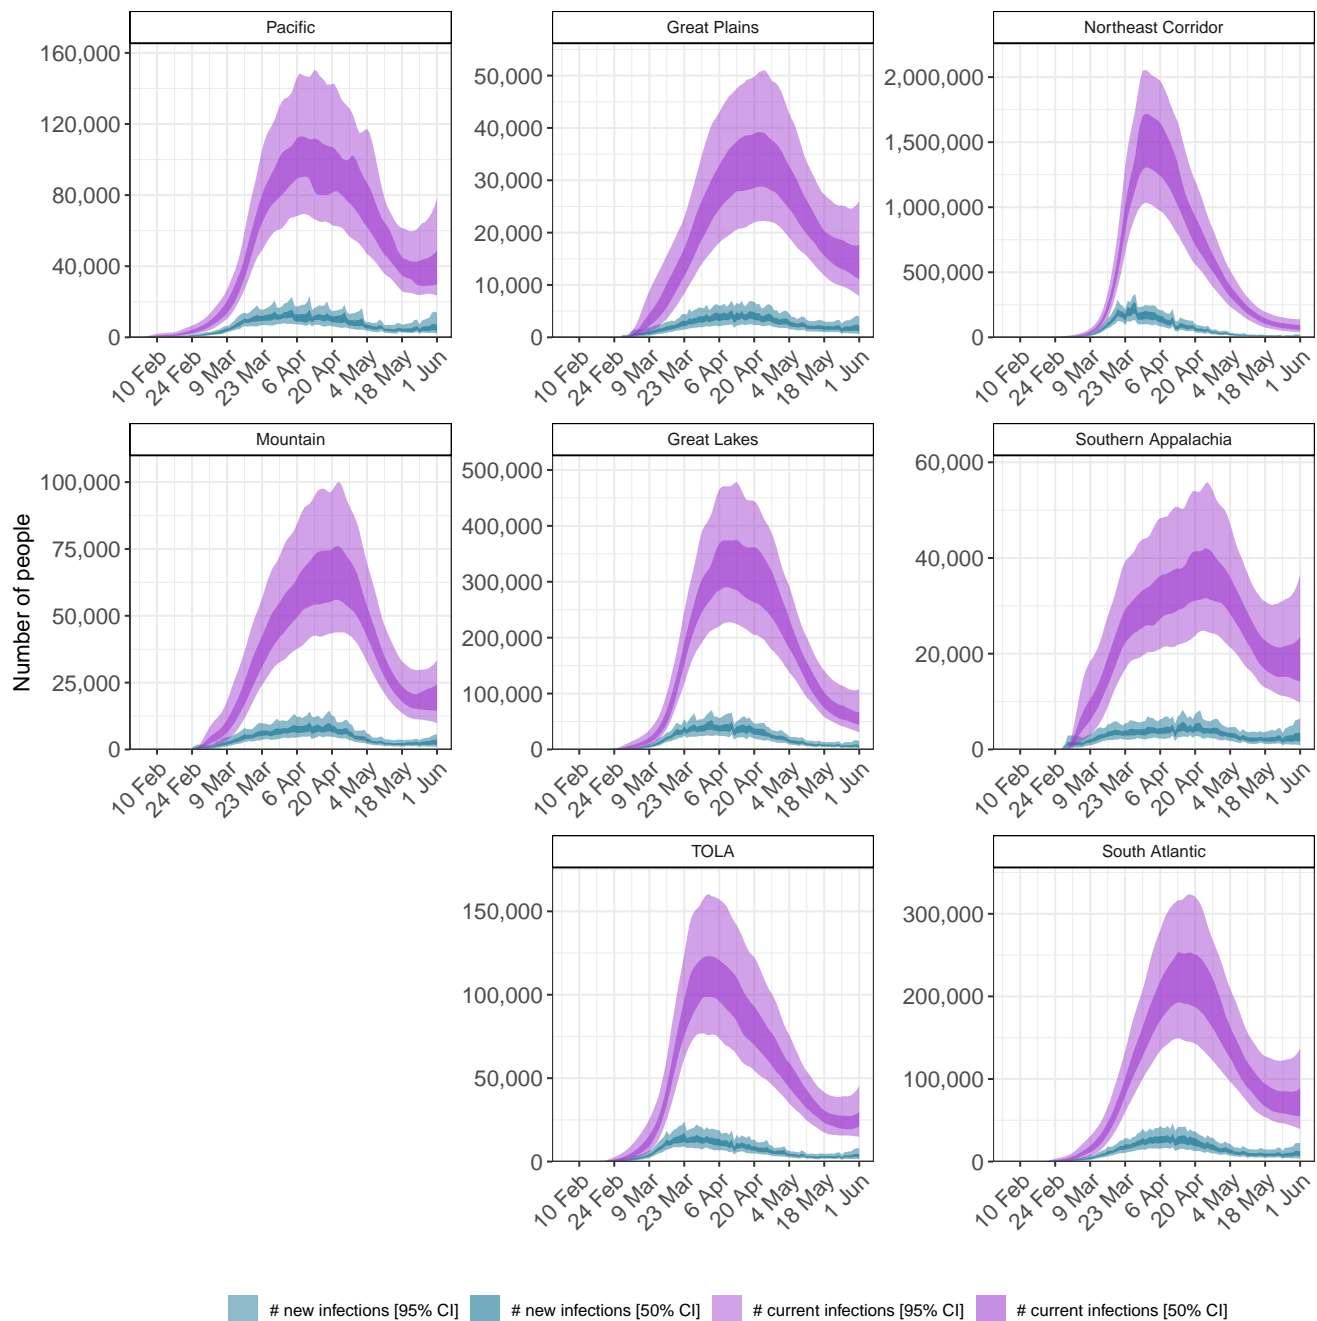 Pacific
Great Plains
Northeast Corridor
160,000
120,000
80,000
40,000
0
50,000
40,000
30,000
20,000
10,000
0
2,000,000
1,500,000
1,000,000
500,000
0
10 Feb 24 Feb 9 Mar 23 Mar 6 Apr 20 Apr 4 May 18 May 1 Jun
10 Feb 24 Feb 9 Mar 23 Mar 6 Apr 20 Apr 4 May 18 May 1 Jun
10 Feb 24 Feb 9 Mar 23 Mar 6 Apr 20 Apr 4 May 18 May 1 Jun
Number of people
Mountain
Great Lakes
Southern Appalachia
100,000
75,000
50,000
25,000
0
500,000
400,000
300,000
200,000
100,000
0
60,000
40,000
20,000
0
10 Feb 24 Feb 9 Mar 23 Mar 6 Apr 20 Apr 4 May 18 May 1 Jun
10 Feb 24 Feb 9 Mar 23 Mar 6 Apr 20 Apr 4 May 18 May 1 Jun
10 Feb 24 Feb 9 Mar 23 Mar 6 Apr 20 Apr 4 May 18 May 1 Jun
TOLA
South Atlantic
150,000
100,000
50,000
0
300,000
200,000
100,000
0
10 Feb 24 Feb 9 Mar 23 Mar 6 Apr 20 Apr 4 May 18 May 1 Jun
10 Feb 24 Feb 9 Mar 23 Mar 6 Apr 20 Apr 4 May 18 May 1 Jun
# new infections [95% CI] # new infections [50% CI] # current infections [95% CI] # current infections [50% CI]